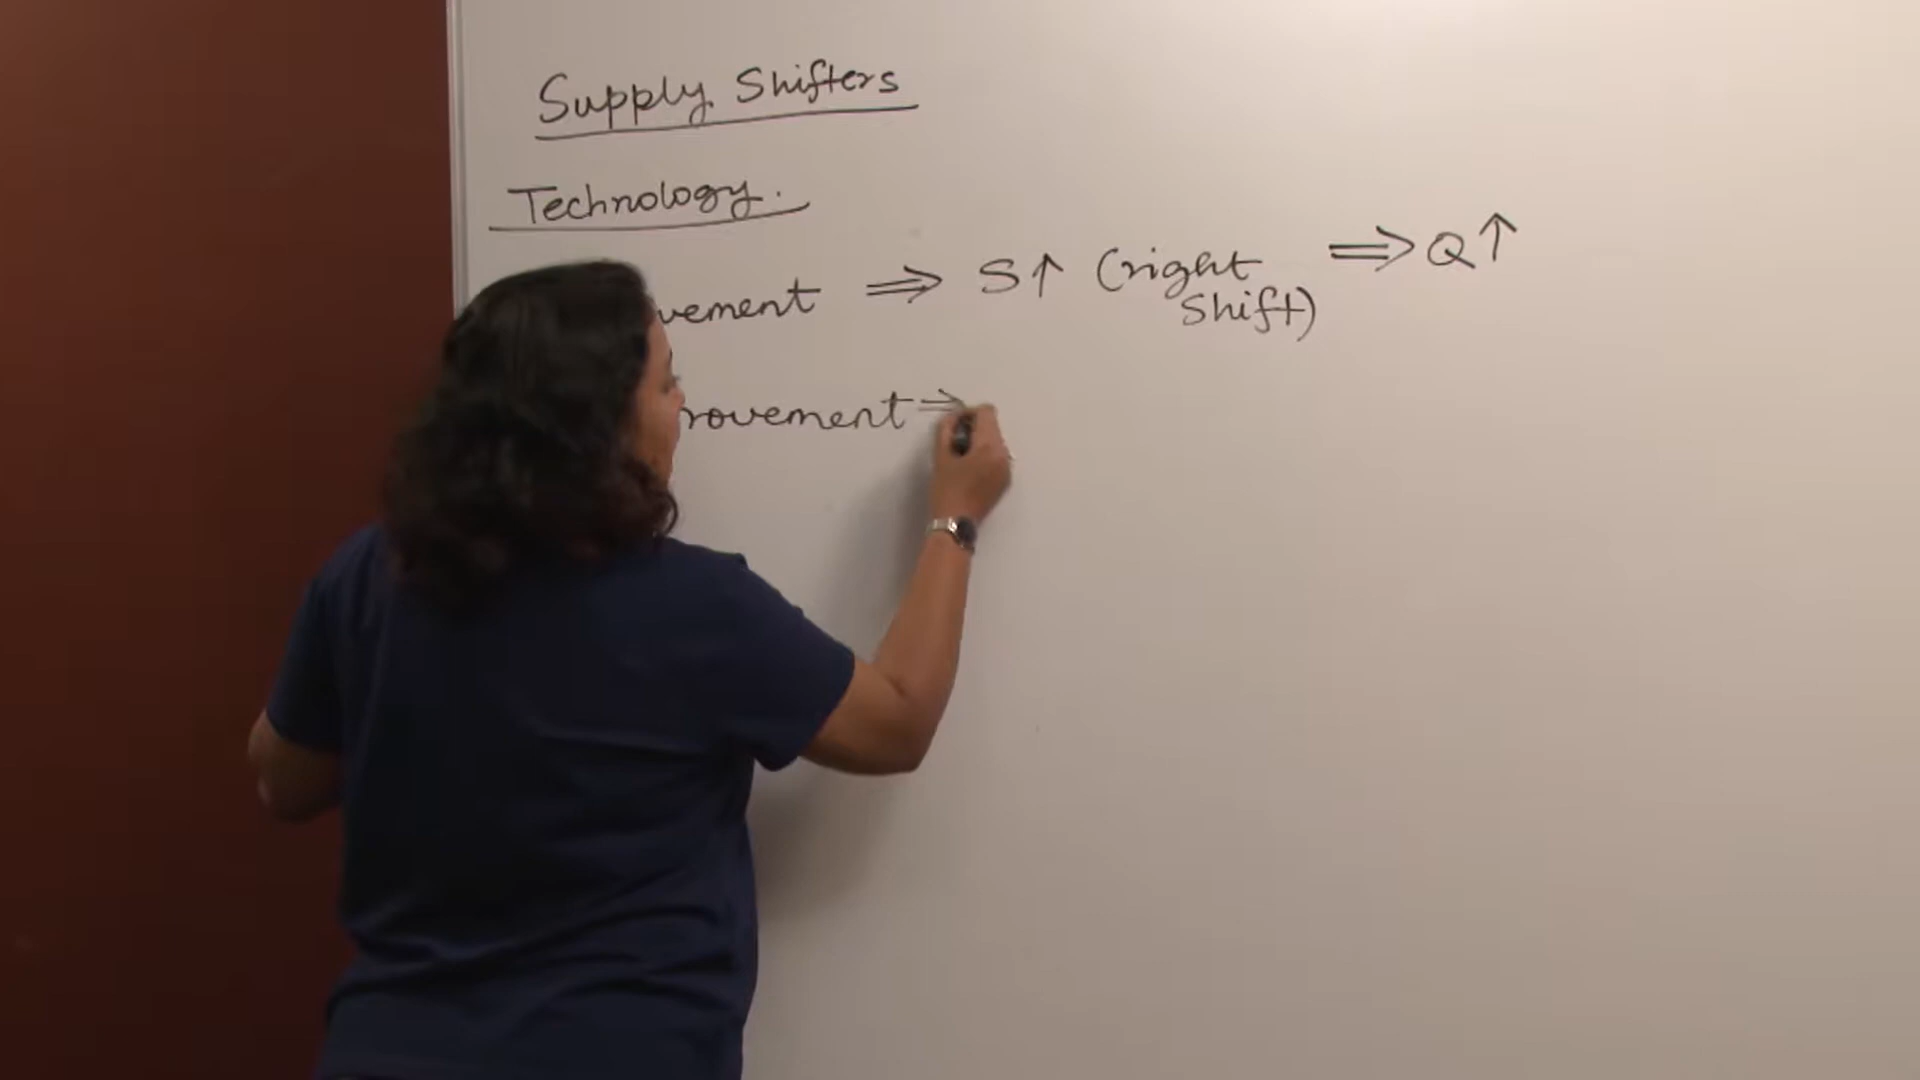 Supply Shifters
Technology.
vement ⇒ S↑ (right shift) ⇒ Q↑
rovement ⇒